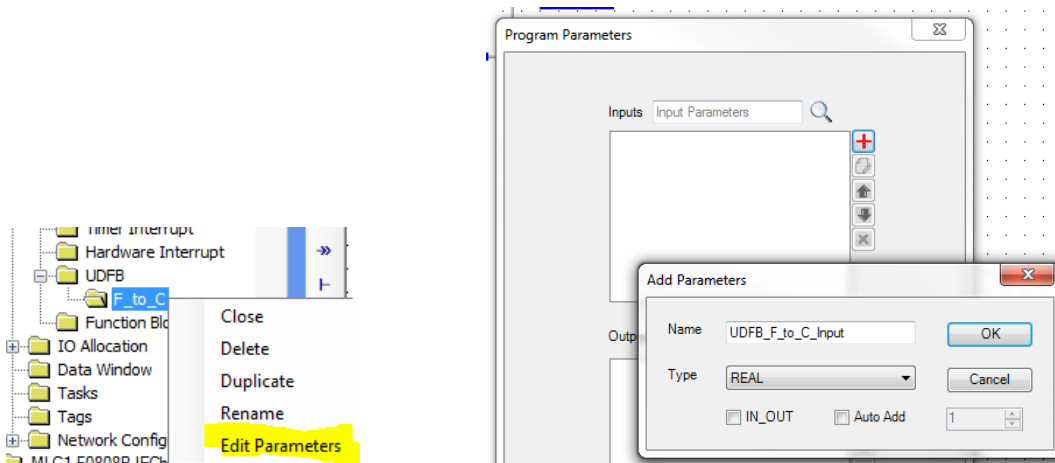 Timer Interrupt
Hardware Interrupt
UDFB
F_to_C
Function Blo
IO Allocation
Data Window
Tasks
Tags
Network Config
Close
Delete
Duplicate
Rename
Edit Parameters
Program Parameters
Inputs Input Parameters
Outp
Add Parameters
Name UDFB_F_to_C_Input OK
Type REAL Cancel
IN_OUT Auto Add 1